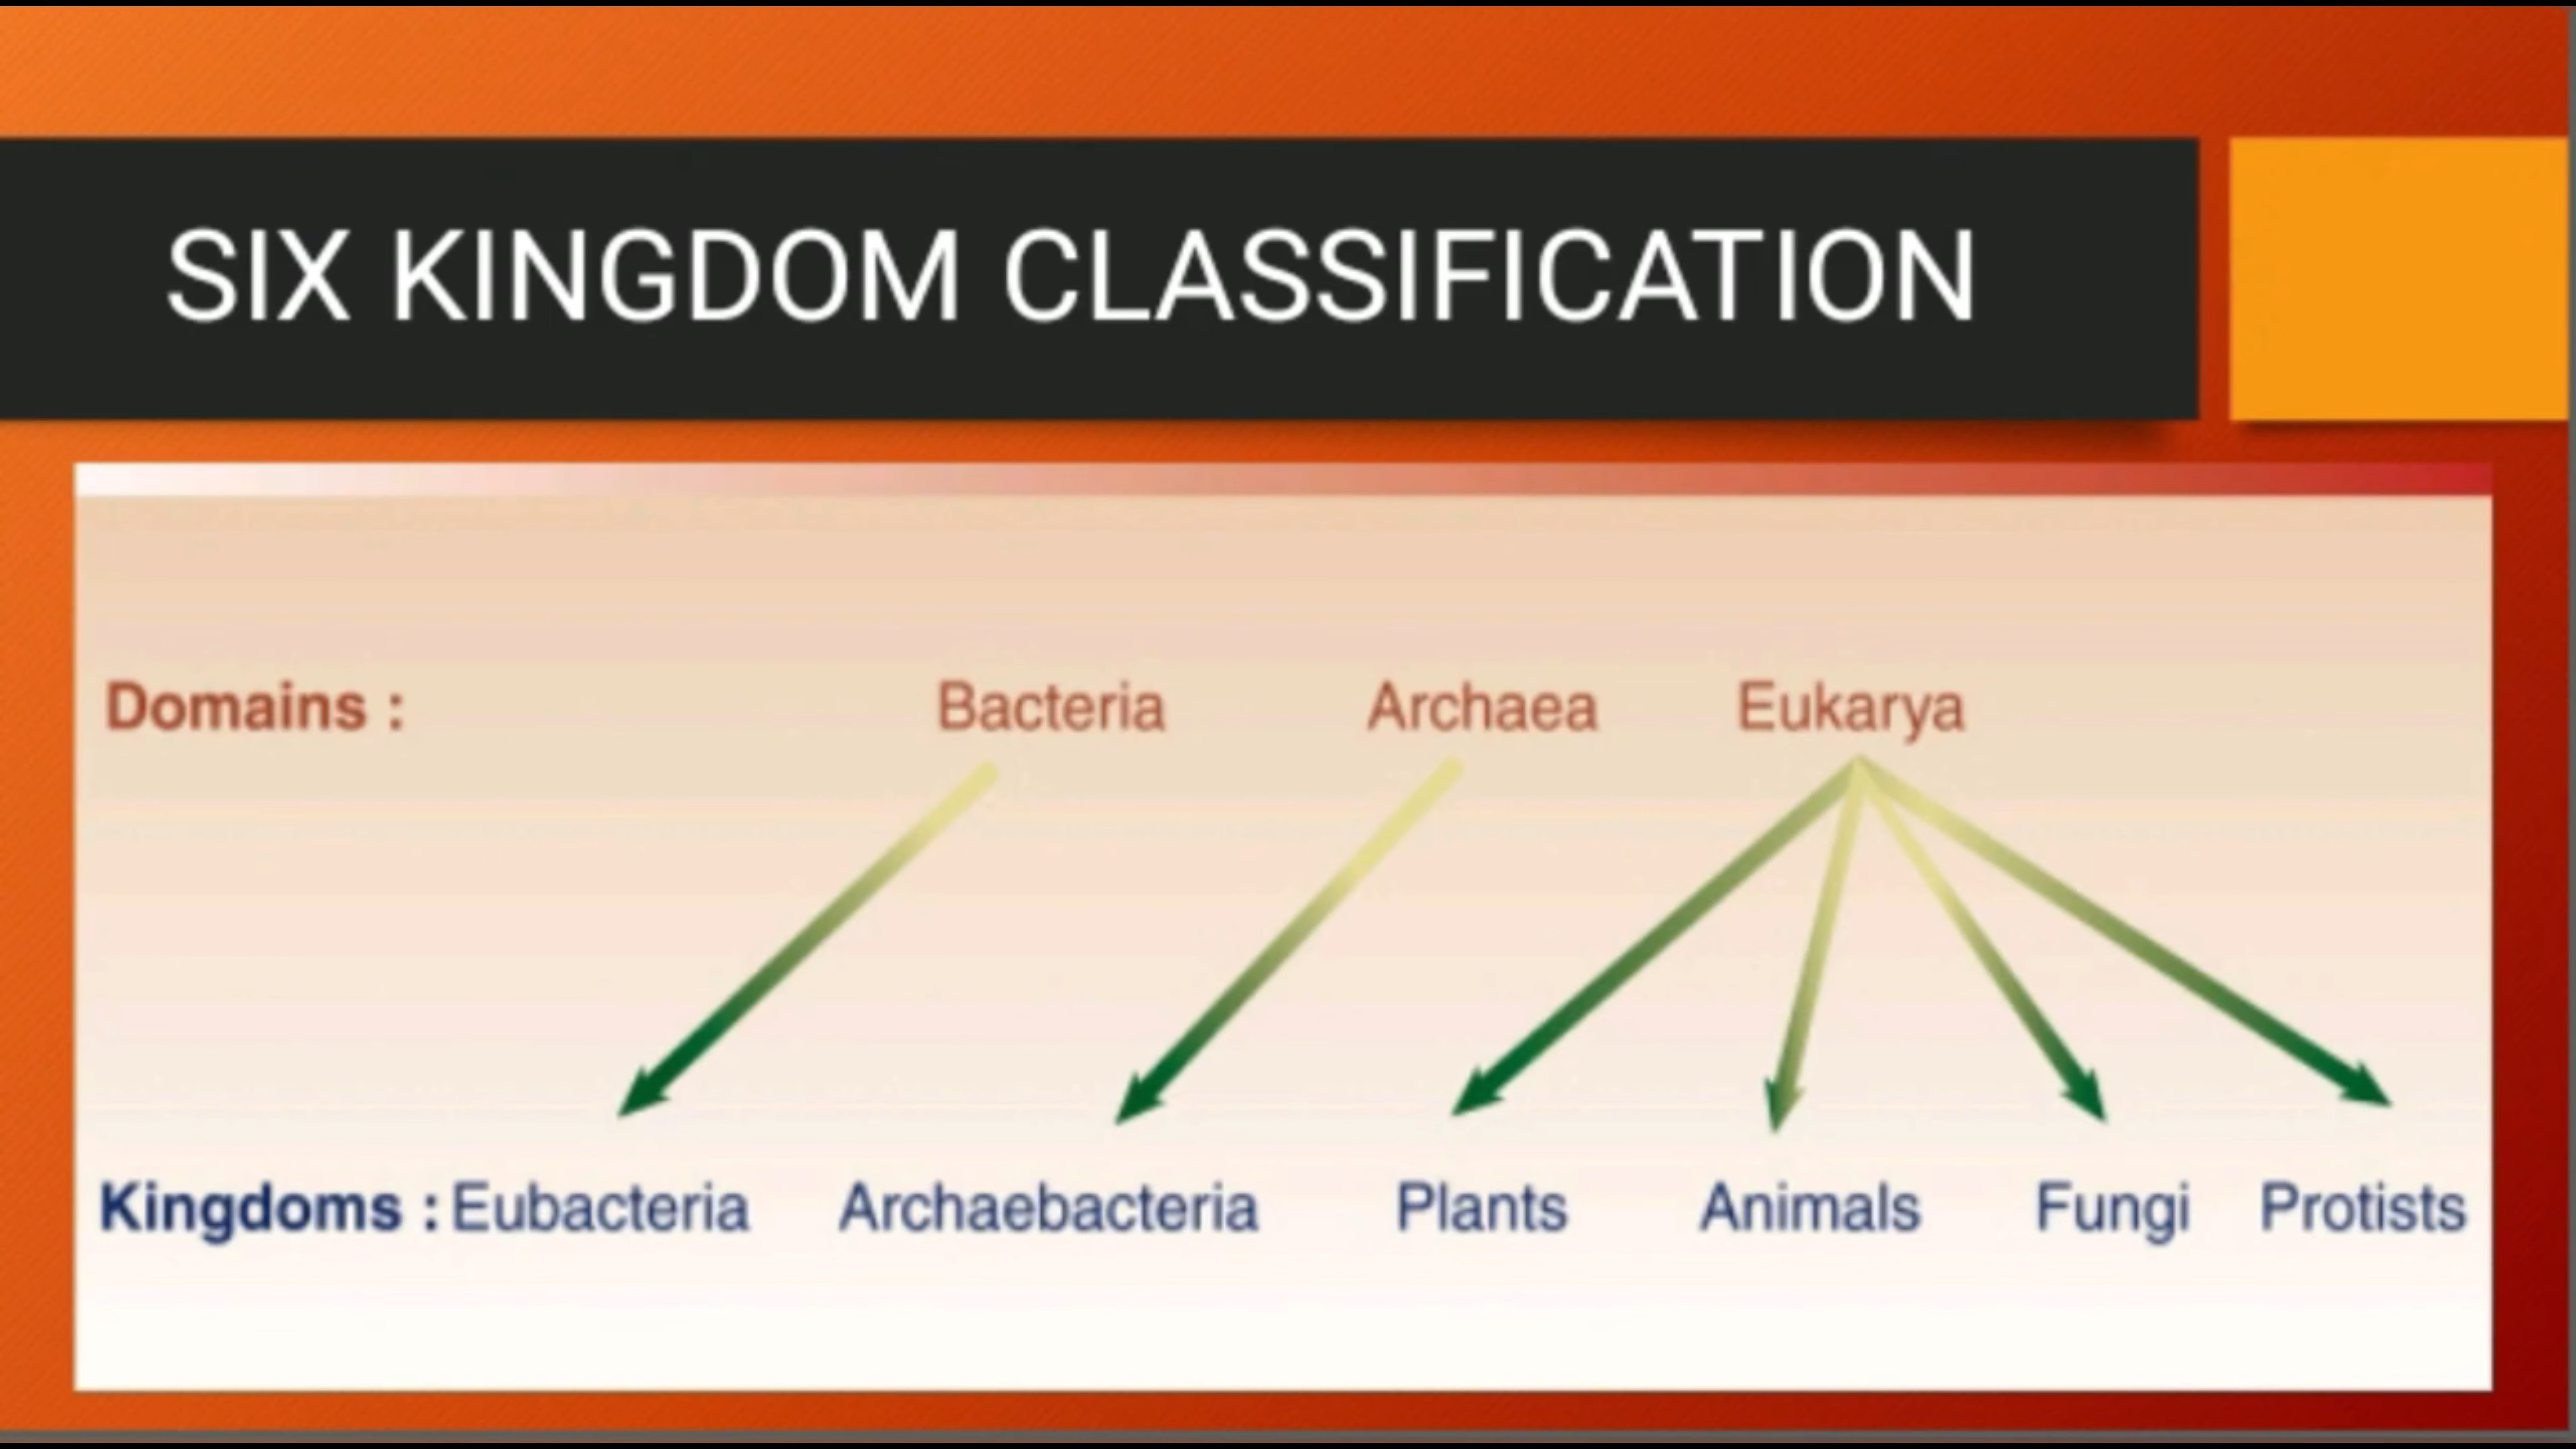 SIX KINGDOM CLASSIFICATION
Domains : Bacteria Archaea Eukarya
Kingdoms : Eubacteria Archaebacteria Plants Animals Fungi Protists